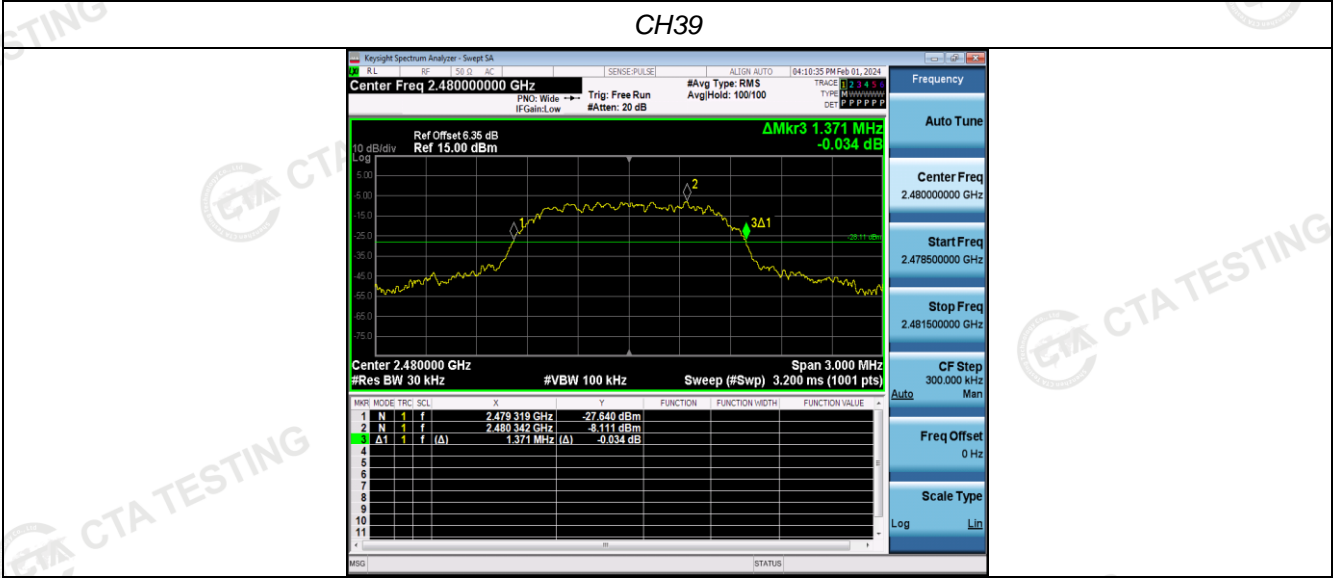 CH39
Keysight Spectrum Analyzer - Swept SA
RL RF 50 Ω AC SENSE:PULSE ALIGN AUTO 04:10:35 PM Feb 01, 2024
Center Freq 2.480000000 GHz
PNO: Wide
IFGain:Low
Trig: Free Run
#Atten: 20 dB
#Avg Type: RMS
Avg|Hold: 100/100
TRACE 1 2 3 4 5 6
TYPE M WWWWW
DET P P P P P P
Ref Offset 6.35 dB
10 dB/div Ref 15.00 dBm
Log
ΔMkr3 1.371 MHz
-0.034 dB
5.00
-5.00
-15.0
-25.0
-35.0
-45.0
-55.0
-65.0
-75.0
1
2
3Δ1
-28.11 dBm
Center 2.480000 GHz Span 3.000 MHz
#Res BW 30 kHz #VBW 100 kHz Sweep (#Swp) 3.200 ms (1001 pts)
MKR MODE TRC SCL X Y FUNCTION FUNCTION WIDTH FUNCTION VALUE
1 N 1 f 2.479 319 GHz -27.640 dBm
2 N 1 f 2.480 342 GHz -8.111 dBm
3 Δ1 1 f (Δ) 1.371 MHz (Δ) -0.034 dB
4
5
6
7
8
9
10
11
MSG STATUS
Frequency
Auto Tune
Center Freq
2.480000000 GHz
Start Freq
2.478500000 GHz
Stop Freq
2.481500000 GHz
CF Step
300.000 kHz
Auto Man
Freq Offset
0 Hz
Scale Type
Log Lin
CTA TESTING
CTA TESTING
CTA
STING